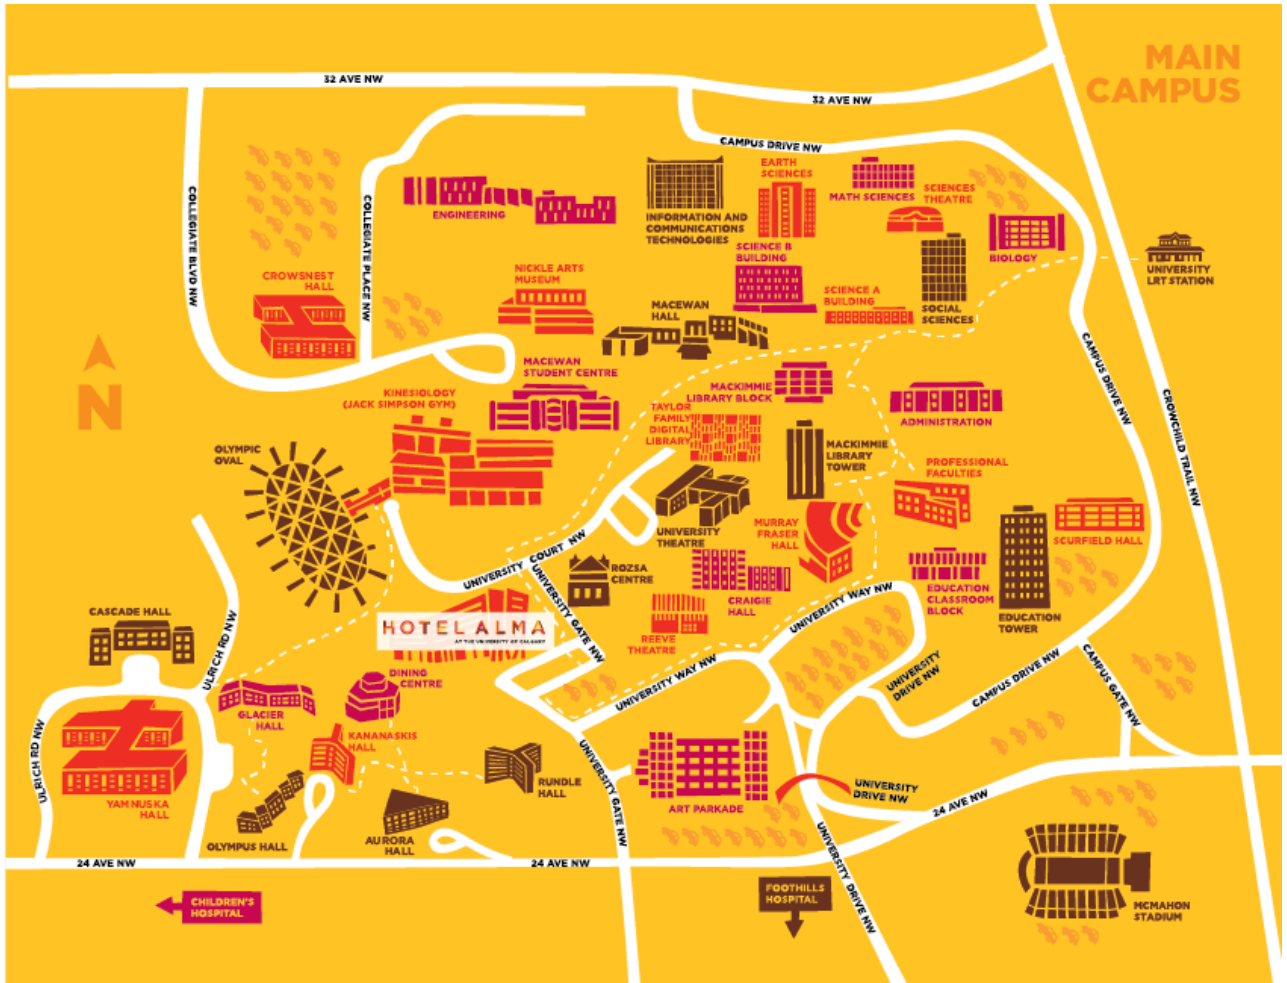 MAIN
CAMPUS
32 AVE NW
32 AVE NW
CAMPUS DRIVE NW
COLLEGIATE BLVD NW
COLLEGIATE PLACE NW
ENGINEERING
INFORMATION AND
COMMUNICATIONS
TECHNOLOGIES
EARTH
SCIENCES
MATH SCIENCES
SCIENCES
THEATRE
BIOLOGY
UNIVERSITY
LRT STATION
CROWSNEST
HALL
NICKLE ARTS
MUSEUM
SCIENCE B
BUILDING
SCIENCE A
BUILDING
SOCIAL
SCIENCES
MACEWAN
HALL
N
MACEWAN
STUDENT CENTRE
KINESIOLOGY
(JACK SIMPSON GYM)
MACKIMMIE
LIBRARY BLOCK
TAYLOR
FAMILY
DIGITAL
LIBRARY
ADMINISTRATION
CAMPUS DRIVE NW
CROWCHILD TRAIL NW
OLYMPIC
OVAL
MACKIMMIE
LIBRARY
TOWER
PROFESSIONAL
FACULTIES
UNIVERSITY
THEATRE
MURRAY
FRASER
HALL
SCURFIELD HALL
UNIVERSITY COURT NW
UNIVERSITY GATE NW
ROZSA
CENTRE
CRAIGIE
HALL
EDUCATION
CLASSROOM
BLOCK
EDUCATION
TOWER
UNIVERSITY WAY NW
REEVE
THEATRE
HOTEL ALMA
AT THE UNIVERSITY OF CALGARY
CASCADE HALL
ULRICH RD NW
DINING
CENTRE
GLACIER
HALL
KANANASKIS
HALL
UNIVERSITY WAY NW
UNIVERSITY
DRIVE NW
CAMPUS DRIVE NW
CAMPUS GATE NW
ULRICH RD NW
YAMNUSKA
HALL
OLYMPUS HALL
AURORA
HALL
RUNDLE
HALL
UNIVERSITY GATE NW
ART PARKADE
UNIVERSITY
DRIVE NW
24 AVE NW
24 AVE NW
24 AVE NW
UNIVERSITY DRIVE NW
CHILDREN'S
HOSPITAL
FOOTHILLS
HOSPITAL
MCMAHON
STADIUM